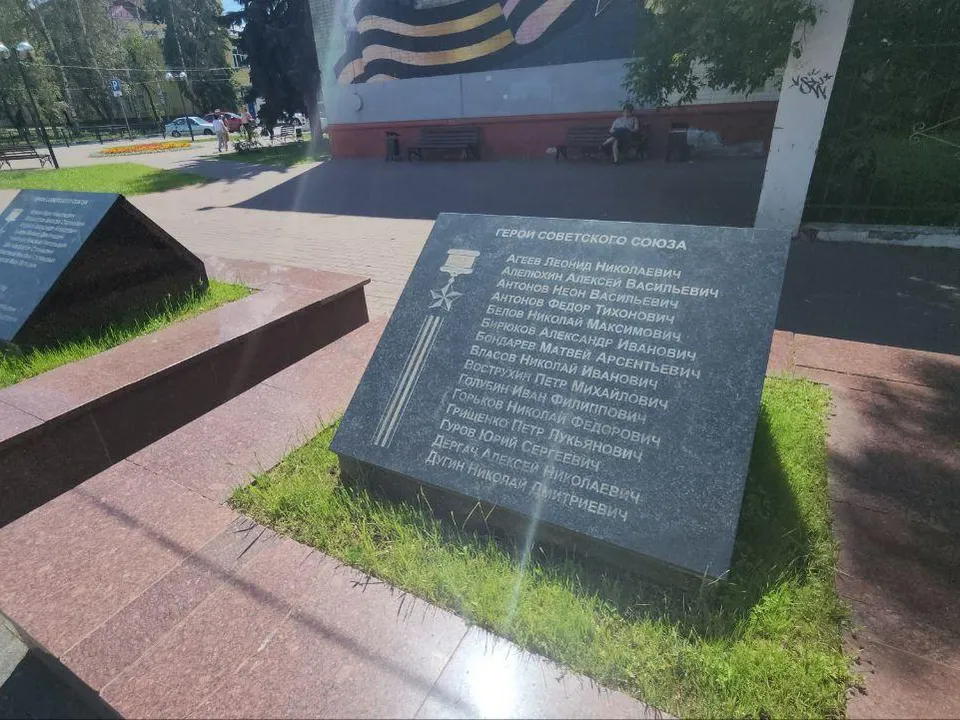 ГЕРОИ СОВЕТСКОГО СОЮЗА
АГЕЕВ ЛЕОНИД НИКОЛАЕВИЧ
АПЕЛЮХИН АЛЕКСЕЙ ВАСИЛЬЕВИЧ
АНТОНОВ НЕОН ВАСИЛЬЕВИЧ
АНТОНОВ ФЕДОР ТИХОНОВИЧ
БЕЛОВ НИКОЛАЙ МАКСИМОВИЧ
БИРЮКОВ АЛЕКСАНДР ИВАНОВИЧ
БОНДАРЕВ МАТВЕЙ АРСЕНТЬЕВИЧ
ВЛАСОВ НИКОЛАЙ ИВАНОВИЧ
ВОСТРУХИН ПЕТР МИХАЙЛОВИЧ
ГОЛУБИН ИВАН ФИЛИППОВИЧ
ГОРЬКОВ НИКОЛАЙ ФЕДОРОВИЧ
ГРИЩЕНКО ПЕТР ЛУКЬЯНОВИЧ
ГУРОВ ЮРИЙ СЕРГЕЕВИЧ
ДЕРГАЧ АЛЕКСЕЙ НИКОЛАЕВИЧ
ДУГИН НИКОЛАЙ ДМИТРИЕВИЧ